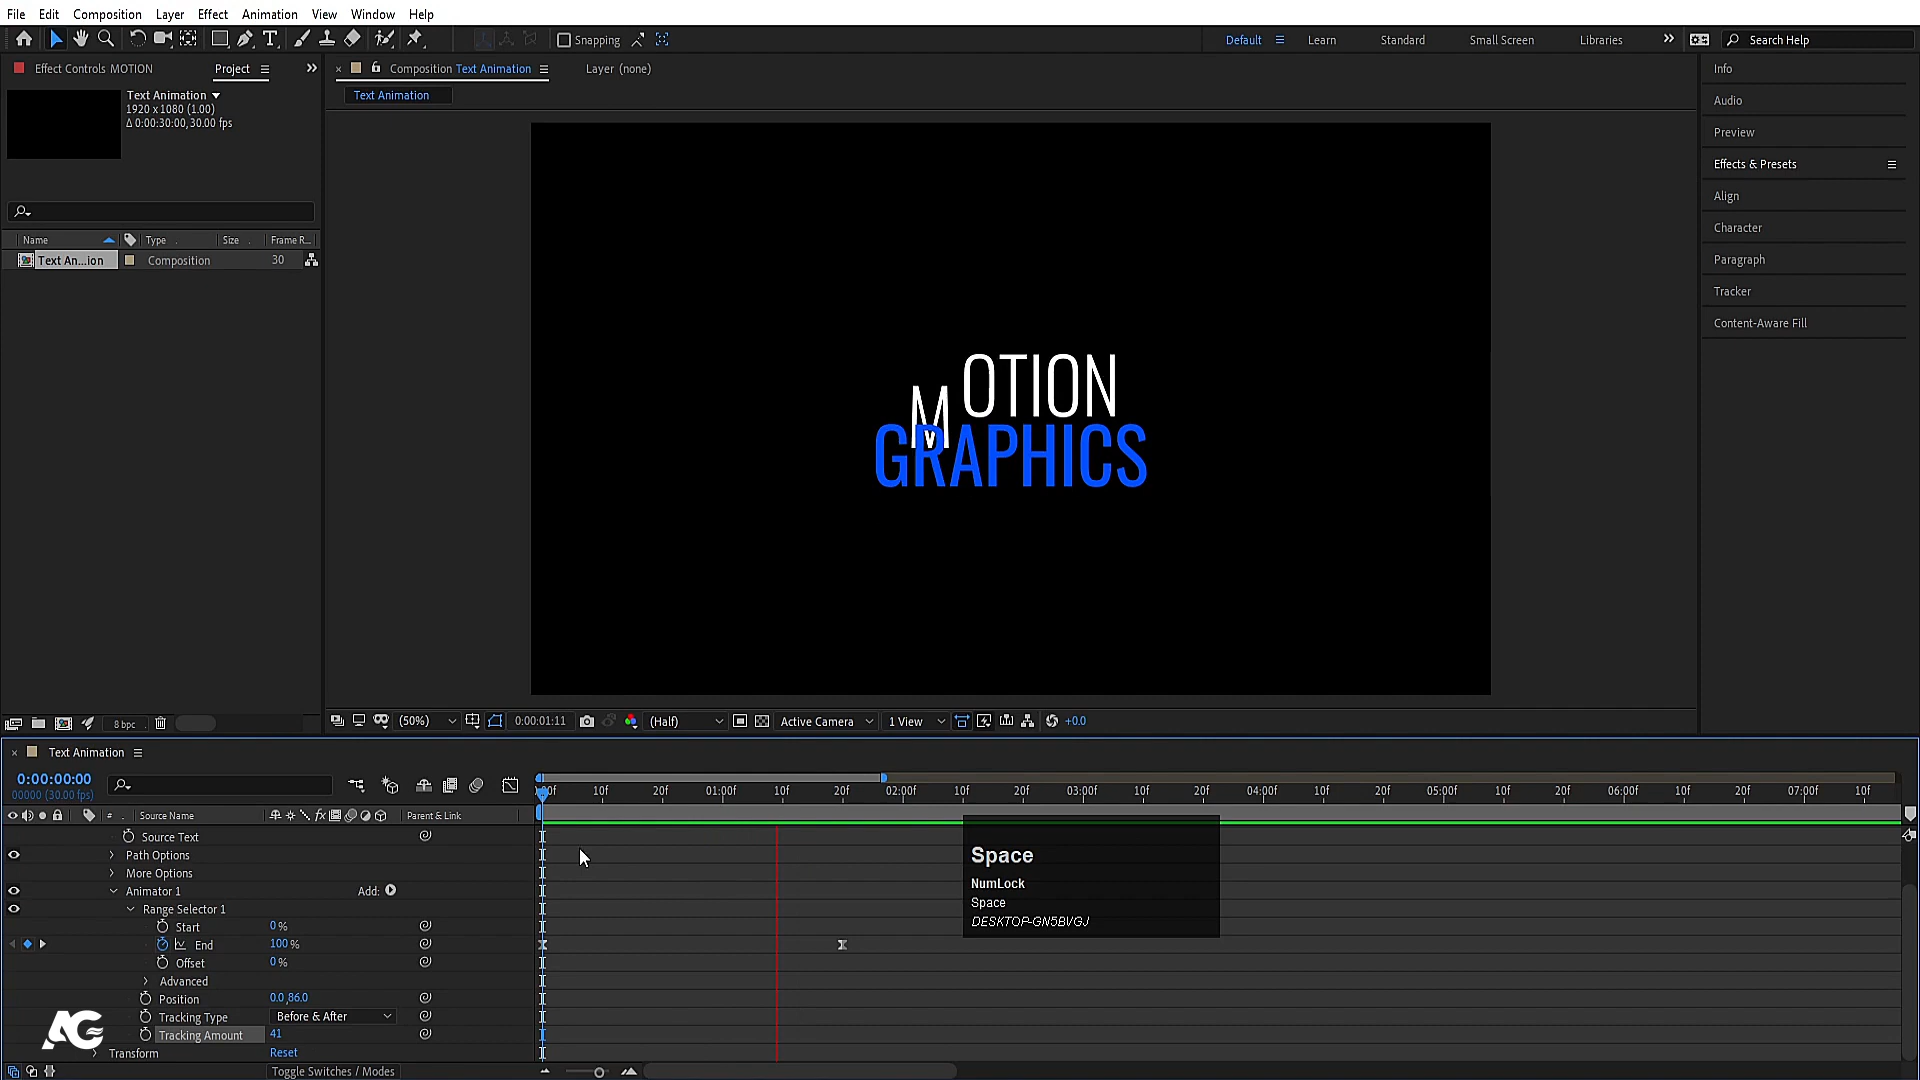 File Edit Composition Layer Effect Animation View Window Help
Snapping Default Learn Standard Small Screen Libraries Search Help
Effect Controls MOTION Project
Composition Text Animation Layer (none)
Text Animation
Text Animation
1920 x 1080 (1.00)
Δ 0:00:30:00, 30.00 fps
Name Type Size Frame R...
Text An...ion Composition 30
Info
Audio
Preview
Effects & Presets
Align
Character
Paragraph
Tracker
Content-Aware Fill
MOTION
GRAPHICS
8 bpc
(50%) 0:00:01:11 (Half) Active Camera 1 View +0.0
Text Animation
0:00:00:00
00000 (30.00 fps)
10f 20f 01:00f 10f 20f 02:00f 10f 20f 03:00f 10f 20f 04:00f 10f 20f 05:00f 10f 20f 06:00f 10f 20f 07:00f 10f
# Source Name fx Parent & Link
Source Text
Path Options
More Options
Animator 1 Add:
Range Selector 1
Start 0%
End 100%
Offset 0%
Advanced
Position 0.0,86.0
Tracking Type Before & After
Tracking Amount 41
Transform Reset
Toggle Switches / Modes
Space
NumLock
Space
DESKTOP-GN5BVGJ
AG